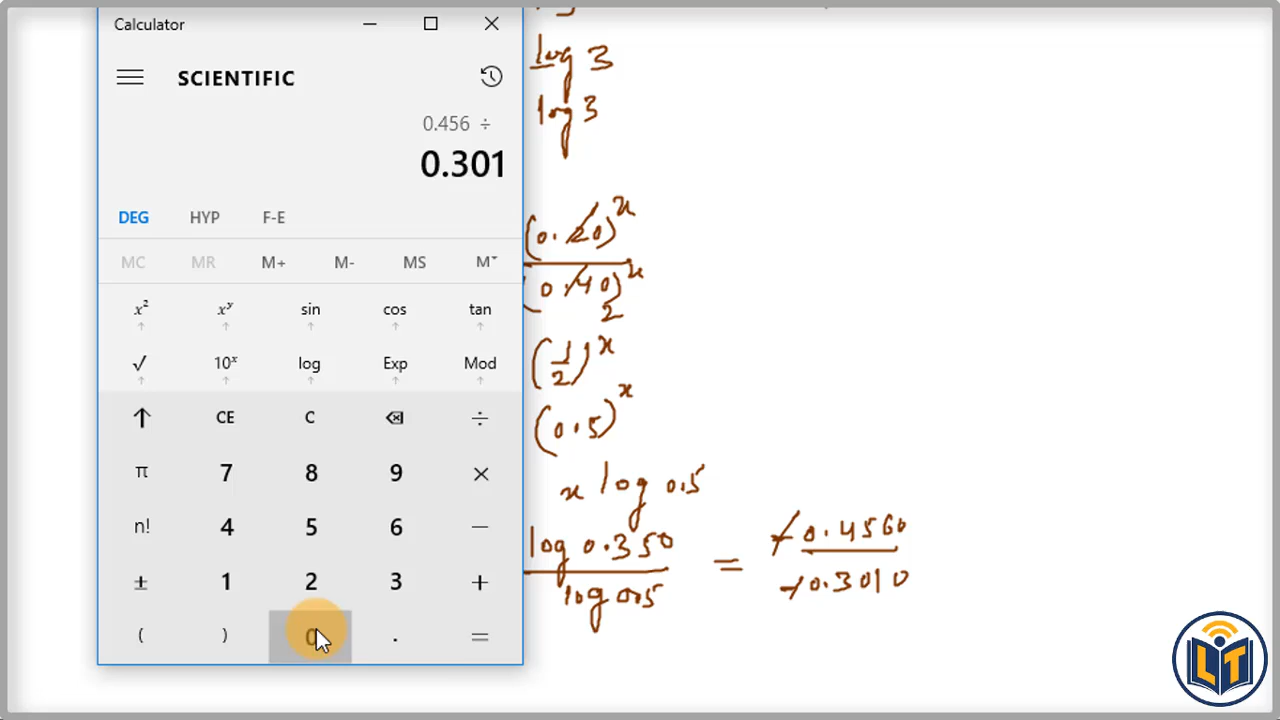 Calculator
SCIENTIFIC
0.456 ÷
0.301
DEG HYP F-E
MC MR M+ M- MS M
x² xʸ sin cos tan
√ 10ˣ log Exp Mod
CE C ÷
π 7 8 9 ×
n! 4 5 6 −
± 1 2 3 +
( ) 0 . =
log 3
log 3
(0.20)ˣ
(0.40)ˣ
2
(1/2)ˣ
(0.5)ˣ
x log 0.5
log 0.350 = -0.4560
log 0.5 -0.3010
LT